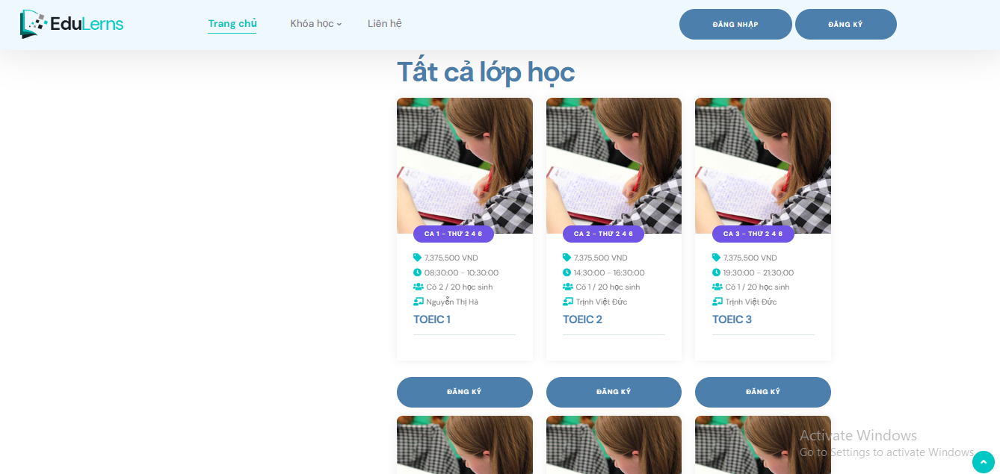 EduLerns
Trang chủ
Khóa học
Liên hệ
ĐĂNG NHẬP
ĐĂNG KÝ
Tất cả lớp học
CA 1 - THỨ 2 4 6
7,375,500 VND
08:30:00 - 10:30:00
Có 2 / 20 học sinh
Nguyễn Thị Hà
TOEIC 1
CA 2 - THỨ 2 4 6
7,375,500 VND
14:30:00 - 16:30:00
Có 1 / 20 học sinh
Trịnh Việt Đức
TOEIC 2
CA 3 - THỨ 2 4 6
7,375,500 VND
19:30:00 - 21:30:00
Có 1 / 20 học sinh
Trịnh Việt Đức
TOEIC 3
ĐĂNG KÝ
ĐĂNG KÝ
ĐĂNG KÝ
Activate Windows
Go to Settings to activate Windows.